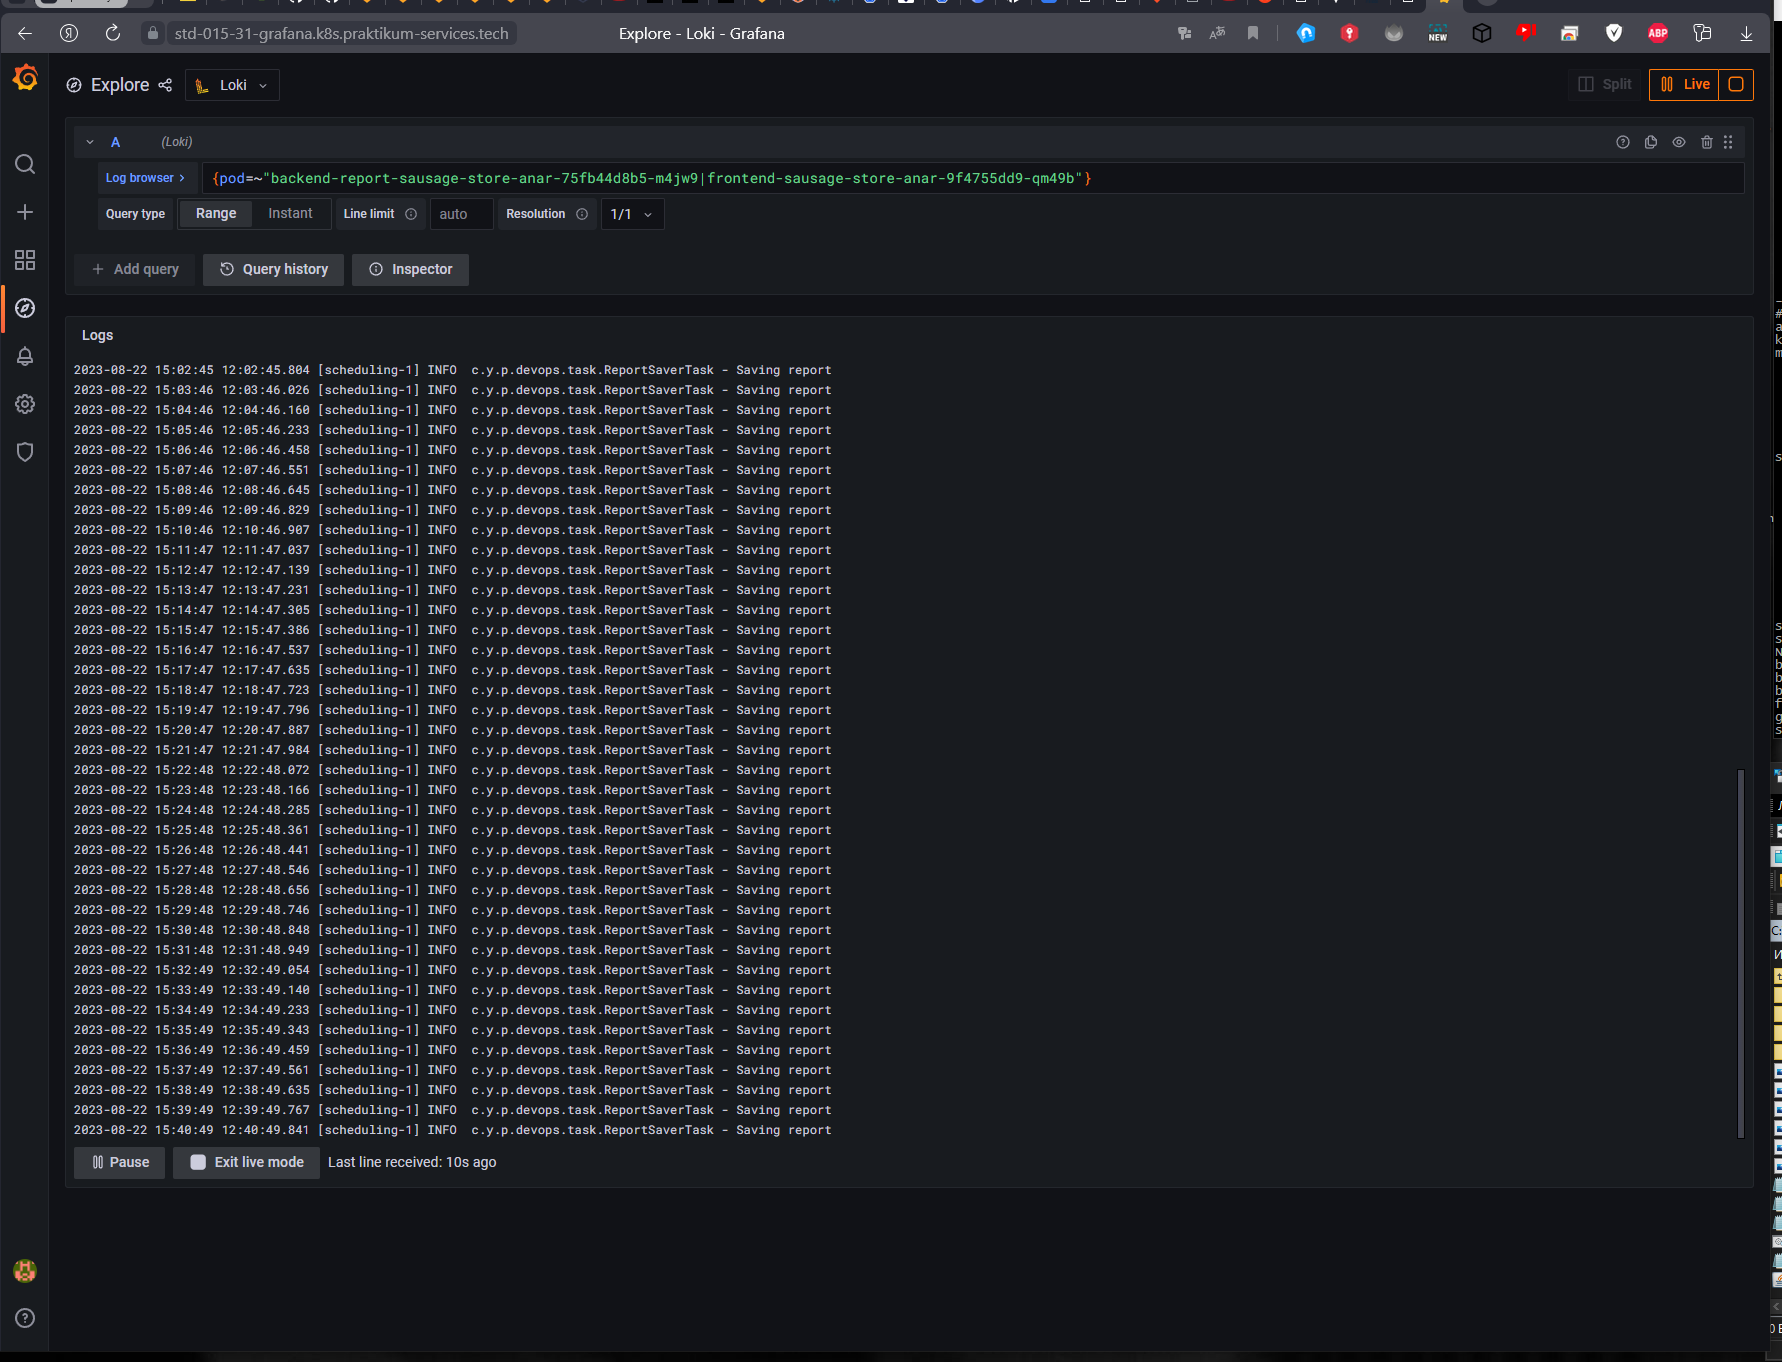 std-015-31-grafana.k8s.praktikum-services.tech
Explore - Loki - Grafana
NEW
ABP
Explore
Loki
Split
Live
A
(Loki)
Log browser >
{pod=~"backend-report-sausage-store-anar-75fb44d8b5-m4jw9|frontend-sausage-store-anar-9f4755dd9-qm49b"}
Query type
Range
Instant
Line limit
auto
Resolution
1/1
+ Add query
Query history
Inspector
Logs
2023-08-22 15:02:45 12:02:45.804 [scheduling-1] INFO  c.y.p.devops.task.ReportSaverTask - Saving report
2023-08-22 15:03:46 12:03:46.026 [scheduling-1] INFO  c.y.p.devops.task.ReportSaverTask - Saving report
2023-08-22 15:04:46 12:04:46.160 [scheduling-1] INFO  c.y.p.devops.task.ReportSaverTask - Saving report
2023-08-22 15:05:46 12:05:46.233 [scheduling-1] INFO  c.y.p.devops.task.ReportSaverTask - Saving report
2023-08-22 15:06:46 12:06:46.458 [scheduling-1] INFO  c.y.p.devops.task.ReportSaverTask - Saving report
2023-08-22 15:07:46 12:07:46.551 [scheduling-1] INFO  c.y.p.devops.task.ReportSaverTask - Saving report
2023-08-22 15:08:46 12:08:46.645 [scheduling-1] INFO  c.y.p.devops.task.ReportSaverTask - Saving report
2023-08-22 15:09:46 12:09:46.829 [scheduling-1] INFO  c.y.p.devops.task.ReportSaverTask - Saving report
2023-08-22 15:10:46 12:10:46.907 [scheduling-1] INFO  c.y.p.devops.task.ReportSaverTask - Saving report
2023-08-22 15:11:47 12:11:47.037 [scheduling-1] INFO  c.y.p.devops.task.ReportSaverTask - Saving report
2023-08-22 15:12:47 12:12:47.139 [scheduling-1] INFO  c.y.p.devops.task.ReportSaverTask - Saving report
2023-08-22 15:13:47 12:13:47.231 [scheduling-1] INFO  c.y.p.devops.task.ReportSaverTask - Saving report
2023-08-22 15:14:47 12:14:47.305 [scheduling-1] INFO  c.y.p.devops.task.ReportSaverTask - Saving report
2023-08-22 15:15:47 12:15:47.386 [scheduling-1] INFO  c.y.p.devops.task.ReportSaverTask - Saving report
2023-08-22 15:16:47 12:16:47.537 [scheduling-1] INFO  c.y.p.devops.task.ReportSaverTask - Saving report
2023-08-22 15:17:47 12:17:47.635 [scheduling-1] INFO  c.y.p.devops.task.ReportSaverTask - Saving report
2023-08-22 15:18:47 12:18:47.723 [scheduling-1] INFO  c.y.p.devops.task.ReportSaverTask - Saving report
2023-08-22 15:19:47 12:19:47.796 [scheduling-1] INFO  c.y.p.devops.task.ReportSaverTask - Saving report
2023-08-22 15:20:47 12:20:47.887 [scheduling-1] INFO  c.y.p.devops.task.ReportSaverTask - Saving report
2023-08-22 15:21:47 12:21:47.984 [scheduling-1] INFO  c.y.p.devops.task.ReportSaverTask - Saving report
2023-08-22 15:22:48 12:22:48.072 [scheduling-1] INFO  c.y.p.devops.task.ReportSaverTask - Saving report
2023-08-22 15:23:48 12:23:48.166 [scheduling-1] INFO  c.y.p.devops.task.ReportSaverTask - Saving report
2023-08-22 15:24:48 12:24:48.285 [scheduling-1] INFO  c.y.p.devops.task.ReportSaverTask - Saving report
2023-08-22 15:25:48 12:25:48.361 [scheduling-1] INFO  c.y.p.devops.task.ReportSaverTask - Saving report
2023-08-22 15:26:48 12:26:48.441 [scheduling-1] INFO  c.y.p.devops.task.ReportSaverTask - Saving report
2023-08-22 15:27:48 12:27:48.546 [scheduling-1] INFO  c.y.p.devops.task.ReportSaverTask - Saving report
2023-08-22 15:28:48 12:28:48.656 [scheduling-1] INFO  c.y.p.devops.task.ReportSaverTask - Saving report
2023-08-22 15:29:48 12:29:48.746 [scheduling-1] INFO  c.y.p.devops.task.ReportSaverTask - Saving report
2023-08-22 15:30:48 12:30:48.848 [scheduling-1] INFO  c.y.p.devops.task.ReportSaverTask - Saving report
2023-08-22 15:31:48 12:31:48.949 [scheduling-1] INFO  c.y.p.devops.task.ReportSaverTask - Saving report
2023-08-22 15:32:49 12:32:49.054 [scheduling-1] INFO  c.y.p.devops.task.ReportSaverTask - Saving report
2023-08-22 15:33:49 12:33:49.140 [scheduling-1] INFO  c.y.p.devops.task.ReportSaverTask - Saving report
2023-08-22 15:34:49 12:34:49.233 [scheduling-1] INFO  c.y.p.devops.task.ReportSaverTask - Saving report
2023-08-22 15:35:49 12:35:49.343 [scheduling-1] INFO  c.y.p.devops.task.ReportSaverTask - Saving report
2023-08-22 15:36:49 12:36:49.459 [scheduling-1] INFO  c.y.p.devops.task.ReportSaverTask - Saving report
2023-08-22 15:37:49 12:37:49.561 [scheduling-1] INFO  c.y.p.devops.task.ReportSaverTask - Saving report
2023-08-22 15:38:49 12:38:49.635 [scheduling-1] INFO  c.y.p.devops.task.ReportSaverTask - Saving report
2023-08-22 15:39:49 12:39:49.767 [scheduling-1] INFO  c.y.p.devops.task.ReportSaverTask - Saving report
2023-08-22 15:40:49 12:40:49.841 [scheduling-1] INFO  c.y.p.devops.task.ReportSaverTask - Saving report
Pause
Exit live mode
Last line received: 10s ago